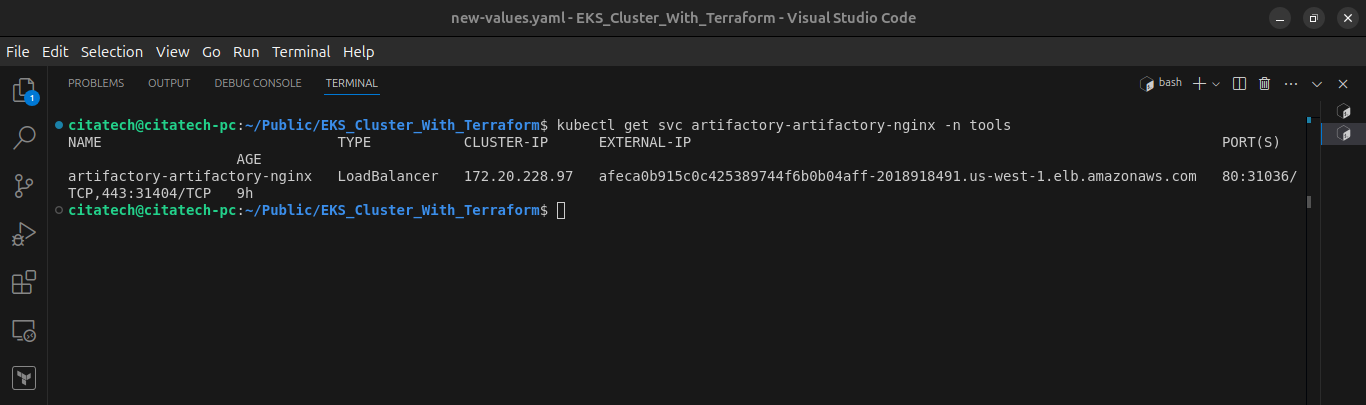 new-values.yaml - EKS_Cluster_With_Terraform - Visual Studio Code
File Edit Selection View Go Run Terminal Help
PROBLEMS OUTPUT DEBUG CONSOLE TERMINAL bash
1
citatech@citatech-pc:~/Public/EKS_Cluster_With_Terraform$ kubectl get svc artifactory-artifactory-nginx -n tools
NAME TYPE CLUSTER-IP EXTERNAL-IP PORT(S)
AGE
artifactory-artifactory-nginx LoadBalancer 172.20.228.97 afeca0b915c0c425389744f6b0b04aff-2018918491.us-west-1.elb.amazonaws.com 80:31036/
TCP,443:31404/TCP 9h
citatech@citatech-pc:~/Public/EKS_Cluster_With_Terraform$